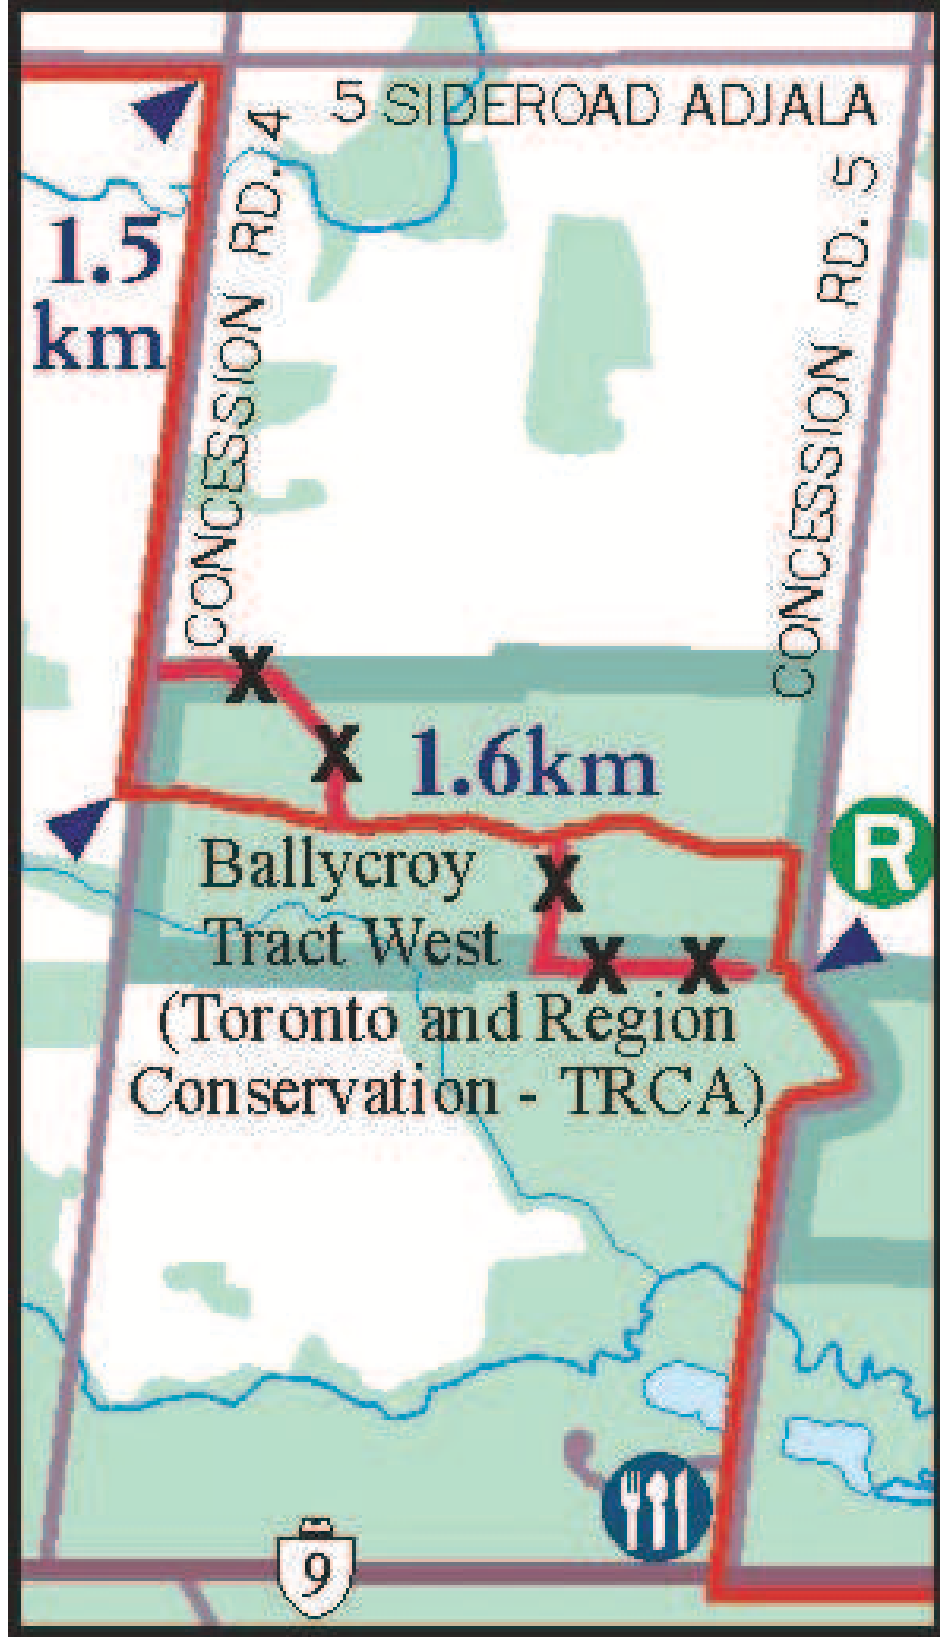 5 SIDEROAD ADJALA
CONCESSION RD. 4
CONCESSION RD. 5
1.5
km
X
X
1.6km
R
Ballycroy
X
Tract West
X X
(Toronto and Region
Conservation - TRCA)
9